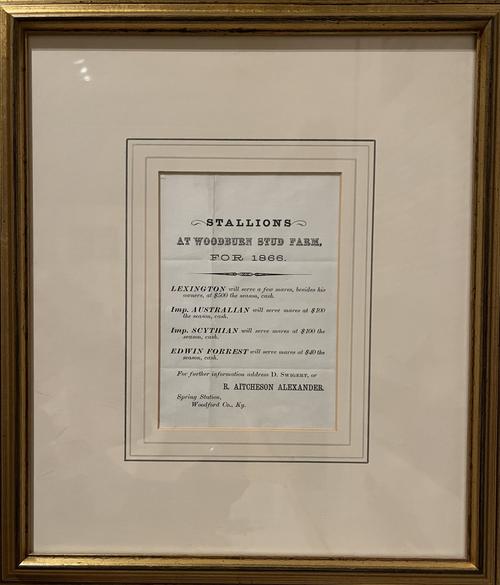 STALLIONS
AT WOODBURN STUD FARM,
FOR 1866.
LEXINGTON will serve a few mares, besides his
owners, at $500 the season, cash.
Imp. AUSTRALIAN will serve mares at $100
the season, cash.
Imp. SCYTHIAN will serve mares at $100 the
season, cash.
EDWIN FORREST will serve mares at $40 the
season, cash.
For further information address D. SWIGERT, or
R. AITCHESON ALEXANDER.
Spring Station,
Woodford Co., Ky.